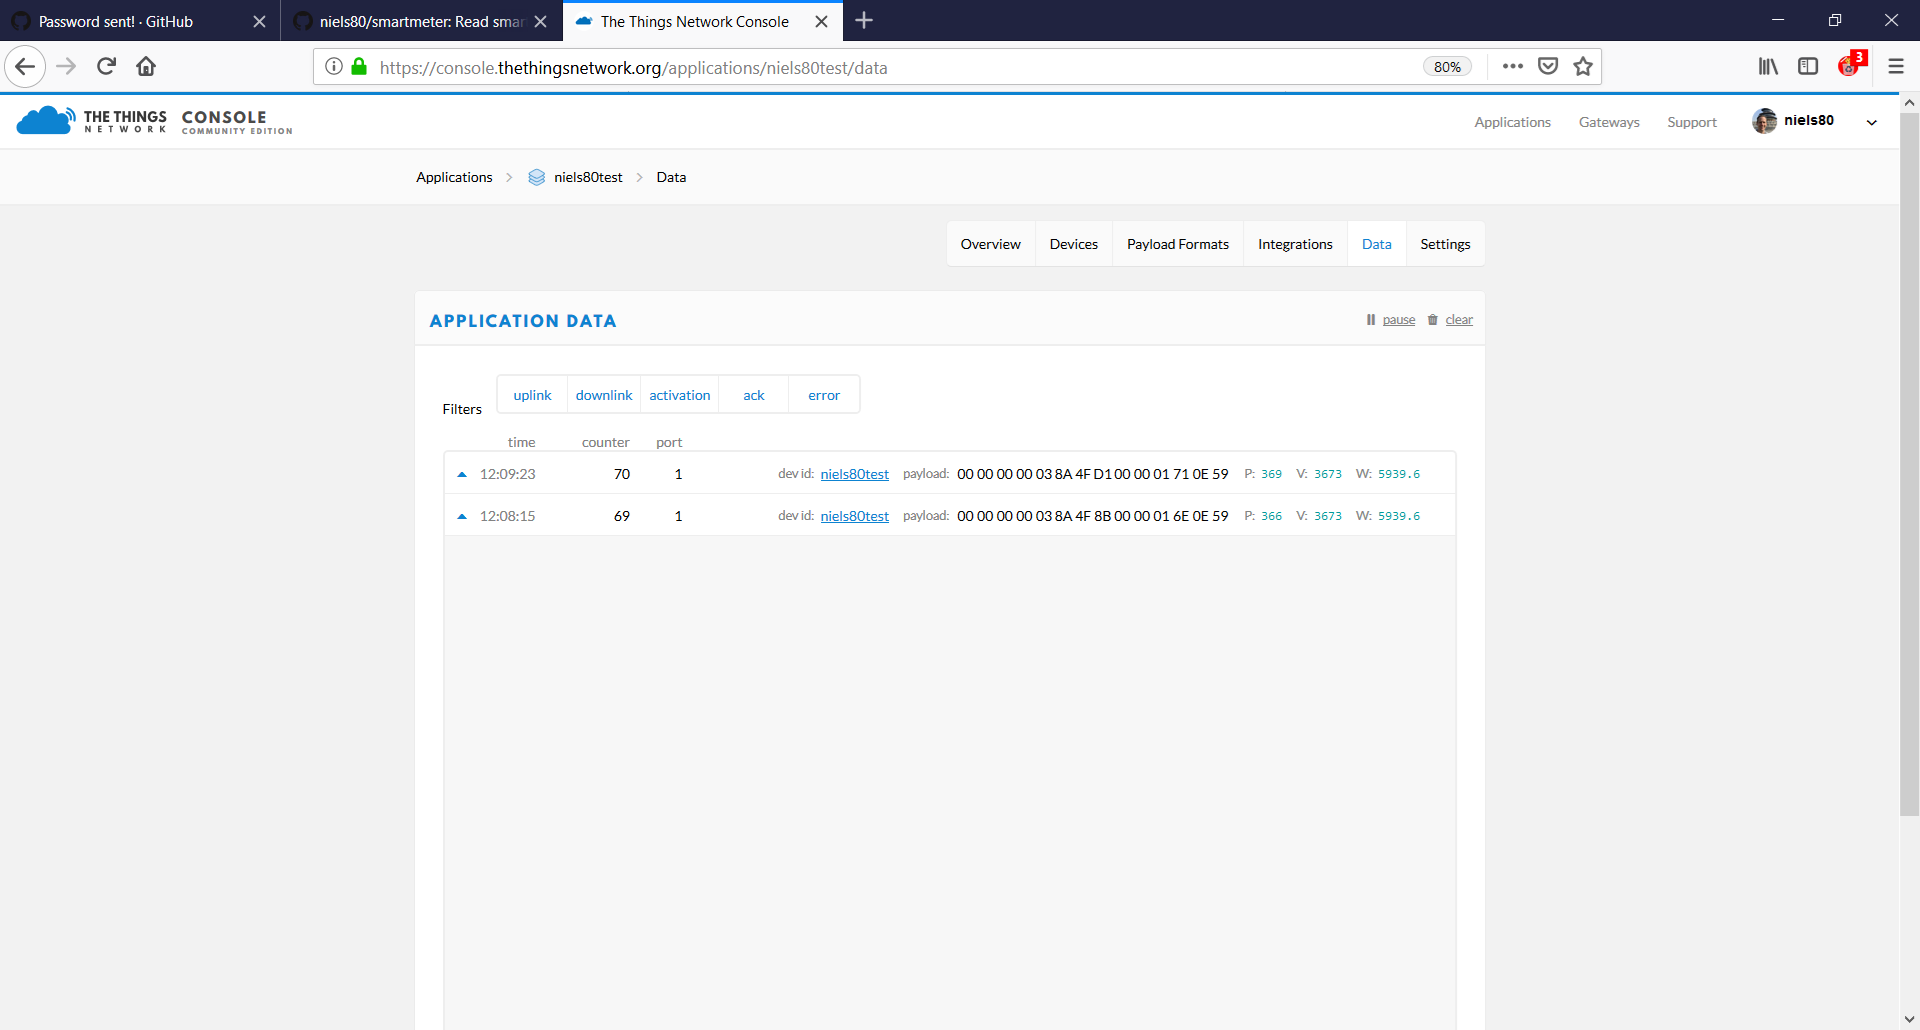 Password sent! · GitHub
niels80/smartmeter: Read smar
The Things Network Console
https://console.thethingsnetwork.org/applications/niels80test/data
80%
3
THE THINGS NETWORK
CONSOLE
COMMUNITY EDITION
Applications
Gateways
Support
niels80
Applications
niels80test
Data
Overview
Devices
Payload Formats
Integrations
Data
Settings
APPLICATION DATA
pause
clear
Filters
uplink
downlink
activation
ack
error
time counter port
12:09:23 70 1 dev id: niels80test payload: 00 00 00 00 03 8A 4F D1 00 00 01 71 0E 59 P: 369 V: 3673 W: 5939.6
12:08:15 69 1 dev id: niels80test payload: 00 00 00 00 03 8A 4F 8B 00 00 01 6E 0E 59 P: 366 V: 3673 W: 5939.6